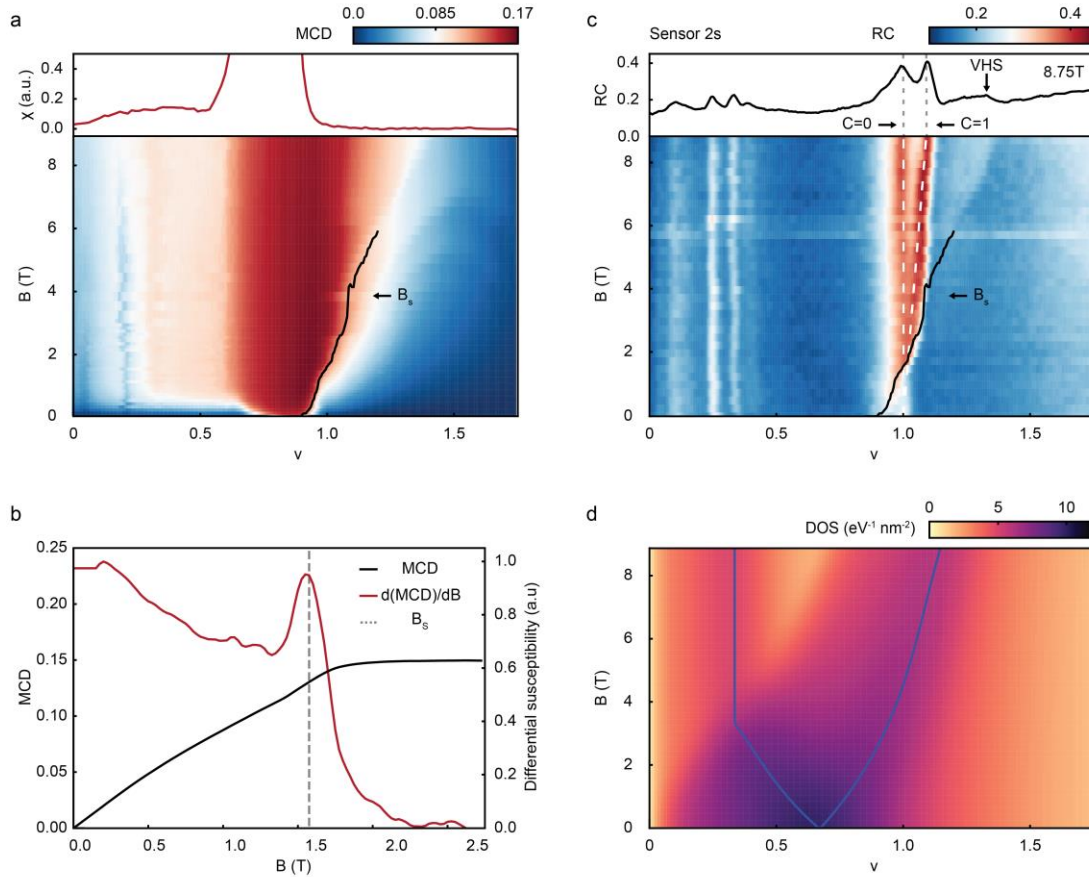 a
MCD
0.0
0.085
0.17
0.4
0.2
0.0
X (a.u.)
8
6
4
2
0
B (T)
Bs
0
0.5
1.0
1.5
v
c
Sensor 2s
RC
0.2
0.4
VHS
8.75T
0.4
0.2
0.0
RC
C=0
C=1
8
6
4
2
0
B (T)
Bs
0
0.5
1.0
1.5
v
b
0.25
0.20
0.15
0.10
0.05
0.00
MCD
MCD
d(MCD)/dB
Bs
1.0
0.8
0.6
0.4
0.2
0.0
Differential susceptibility (a.u)
0.0
0.5
1.0
1.5
2.0
2.5
B (T)
d
DOS (eV⁻¹ nm⁻²)
0
5
10
8
6
4
2
0
B (T)
0
0.5
1.0
1.5
v